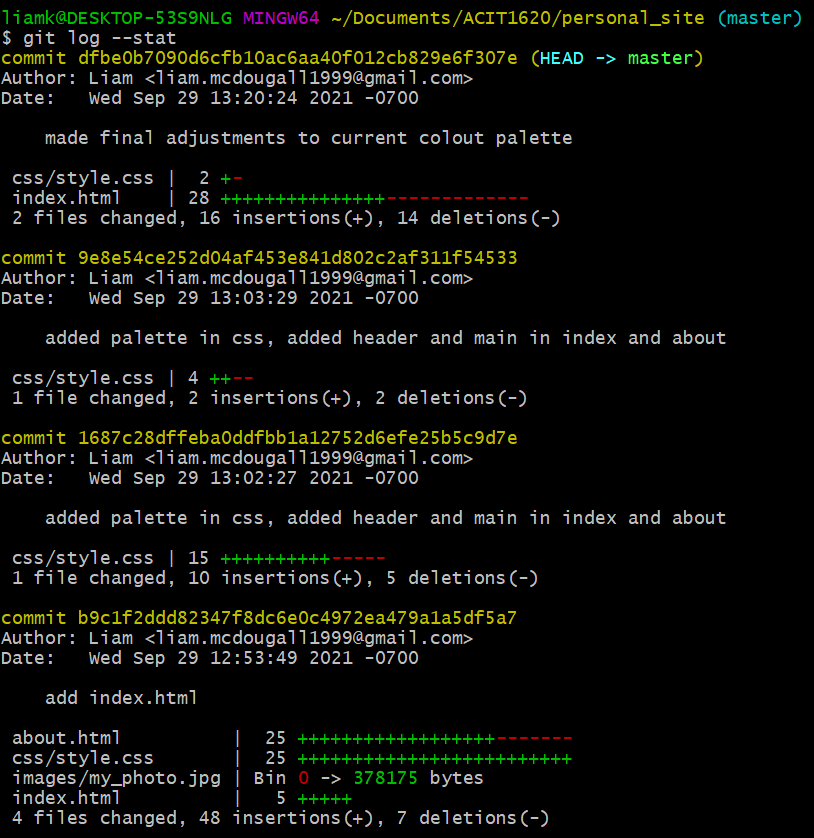 liamk@DESKTOP-53S9NLG MINGW64 ~/Documents/ACIT1620/personal_site (master)
$ git log --stat
commit dfbe0b7090d6cfb10ac6aa40f012cb829e6f307e (HEAD -> master)
Author: Liam <liam.mcdougall1999@gmail.com>
Date:   Wed Sep 29 13:20:24 2021 -0700
    made final adjustments to current colout palette
 css/style.css |  2 +-
 index.html    | 28 +++++++++++++++-------------
 2 files changed, 16 insertions(+), 14 deletions(-)
commit 9e8e54ce252d04af453e841d802c2af311f54533
Author: Liam <liam.mcdougall1999@gmail.com>
Date:   Wed Sep 29 13:03:29 2021 -0700
    added palette in css, added header and main in index and about
 css/style.css | 4 ++--
 1 file changed, 2 insertions(+), 2 deletions(-)
commit 1687c28dffeba0ddfbb1a12752d6efe25b5c9d7e
Author: Liam <liam.mcdougall1999@gmail.com>
Date:   Wed Sep 29 13:02:27 2021 -0700
    added palette in css, added header and main in index and about
 css/style.css | 15 ++++++++++-----
 1 file changed, 10 insertions(+), 5 deletions(-)
commit b9c1f2ddd82347f8dc6e0c4972ea479a1a5df5a7
Author: Liam <liam.mcdougall1999@gmail.com>
Date:   Wed Sep 29 12:53:49 2021 -0700
    add index.html
 about.html          |  25 ++++++++++++++++++-------
 css/style.css       |  25 +++++++++++++++++++++++++
 images/my_photo.jpg | Bin 0 -> 378175 bytes
 index.html          |   5 +++++
 4 files changed, 48 insertions(+), 7 deletions(-)